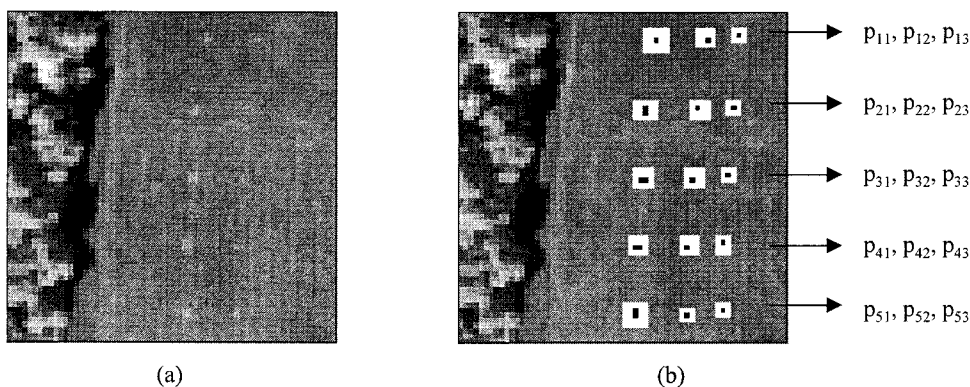 p₁₁, p₁₂, p₁₃
p₂₁, p₂₂, p₂₃
p₃₁, p₃₂, p₃₃
p₄₁, p₄₂, p₄₃
p₅₁, p₅₂, p₅₃
(a) (b)